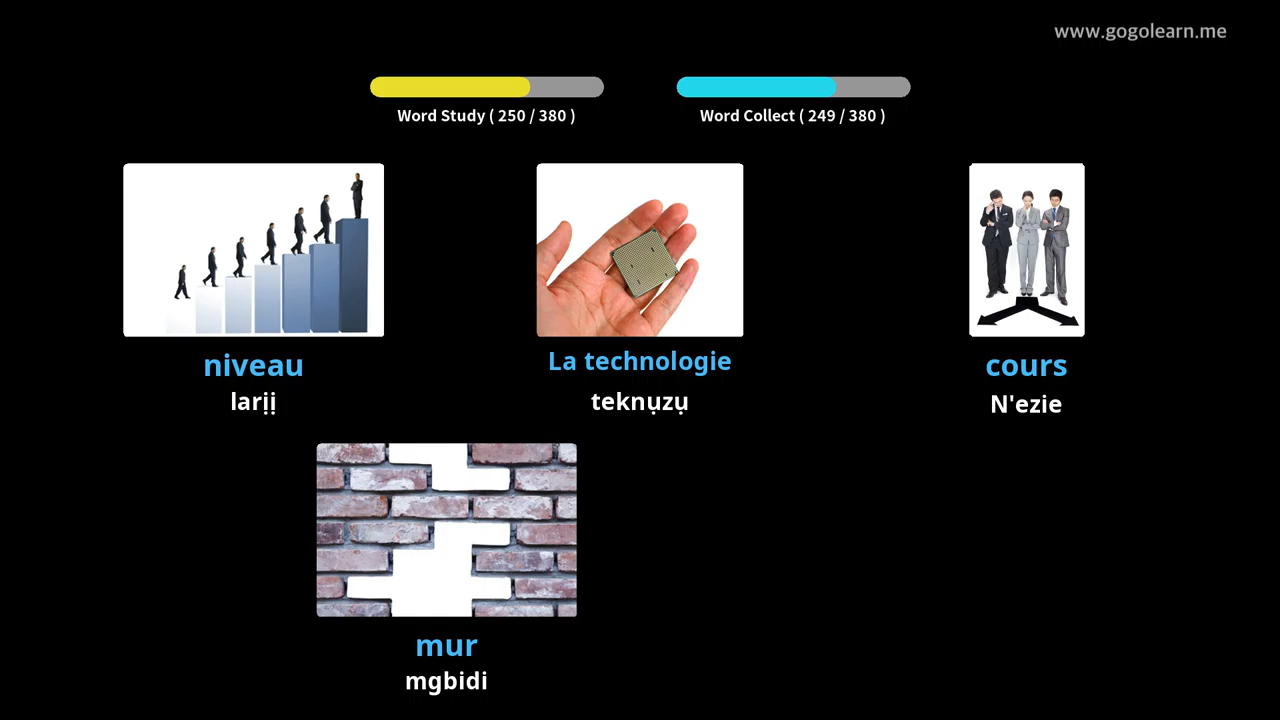 www.gogolearn.me
Word Study ( 250 / 380 )
Word Collect ( 249 / 380 )
niveau
larịị
La technologie
teknụzụ
cours
N'ezie
mur
mgbidi